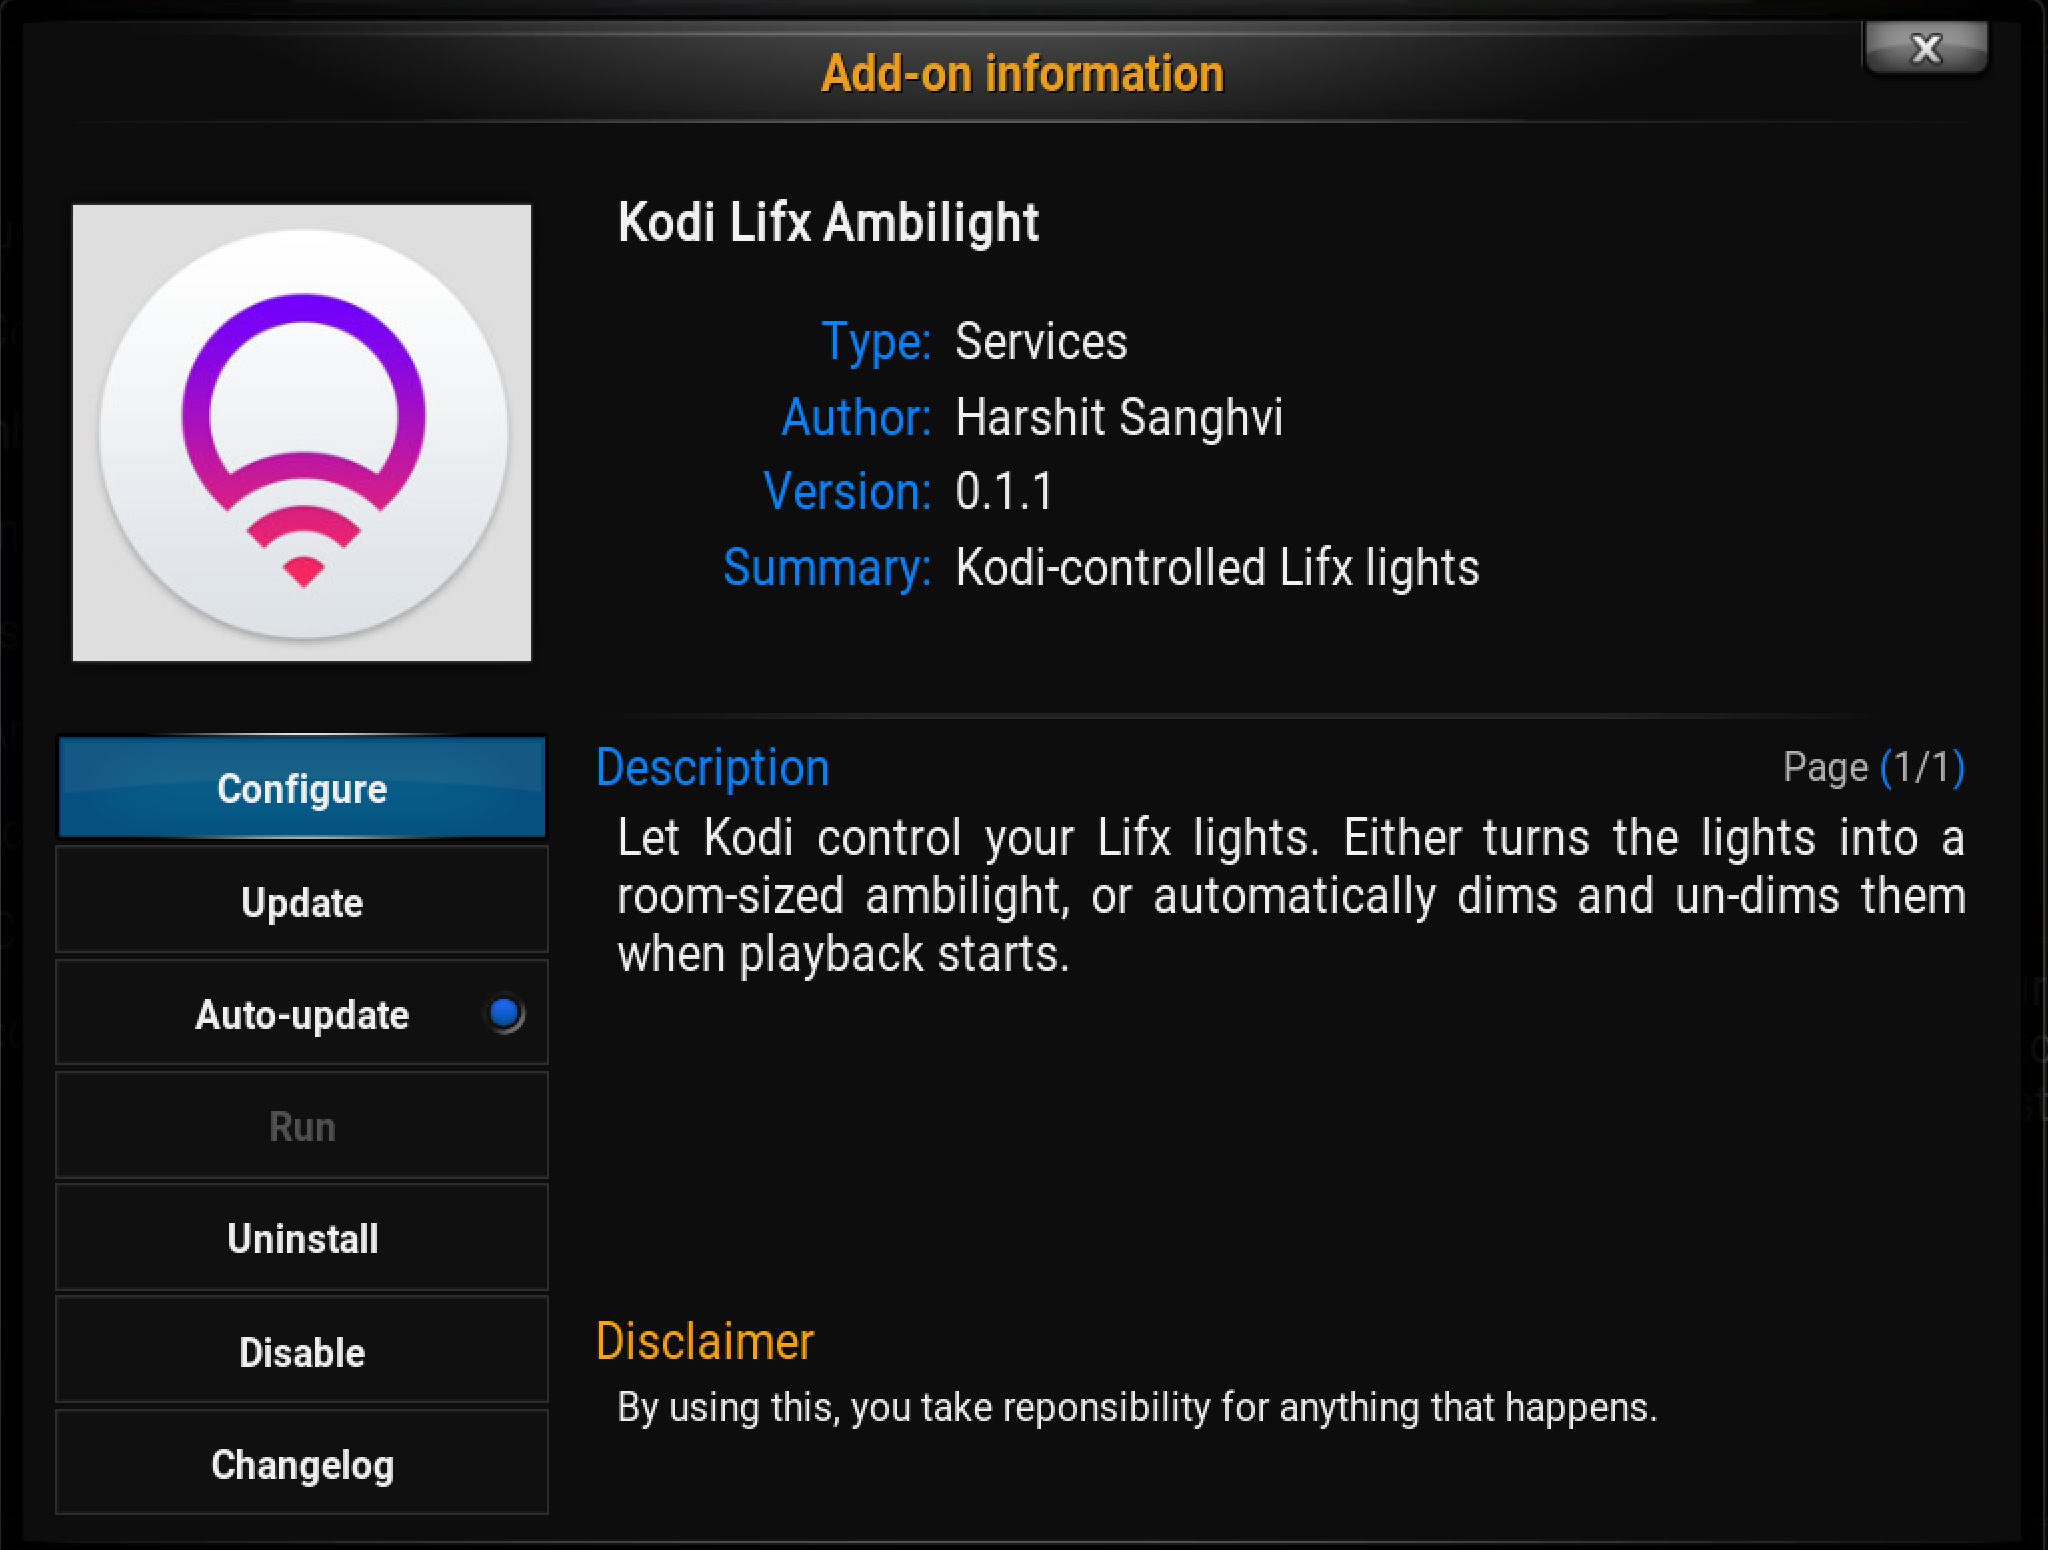 Add-on information
x
Kodi Lifx Ambilight
Type: Services
Author: Harshit Sanghvi
Version: 0.1.1
Summary: Kodi-controlled Lifx lights
Configure
Update
Auto-update
Run
Uninstall
Disable
Changelog
Description
Page (1/1)
Let Kodi control your Lifx lights. Either turns the lights into a
room-sized ambilight, or automatically dims and un-dims them
when playback starts.
Disclaimer
By using this, you take reponsibility for anything that happens.